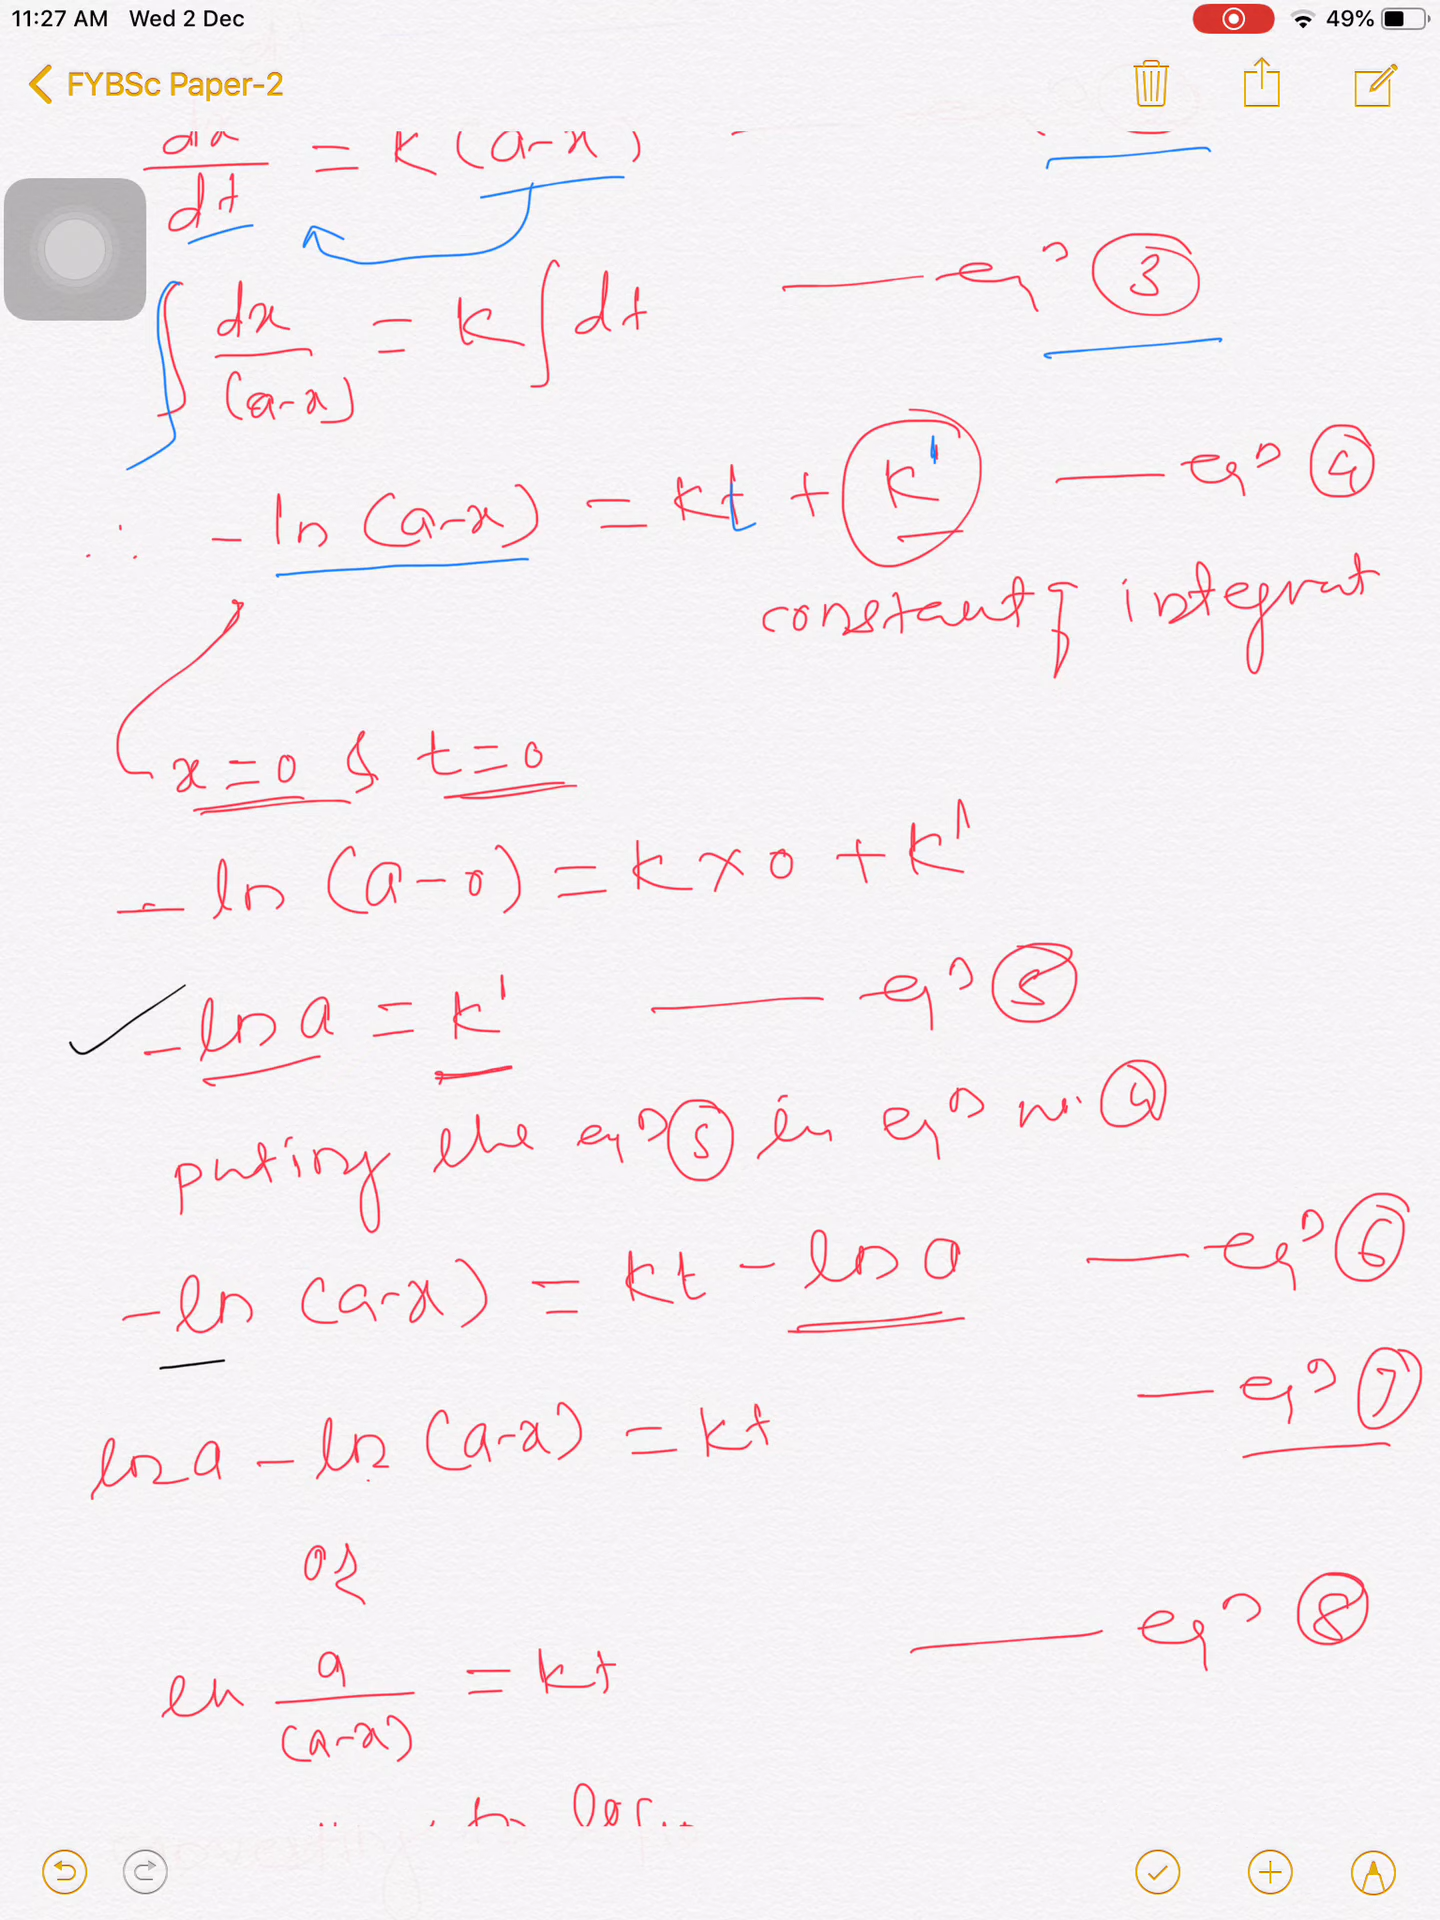 11:27 AM Wed 2 Dec
49%
FYBSc Paper-2
dx/dt = K (a-x)
∫ dx/(a-x) = K ∫ dt —— eqn ③
∴ - ln (a-x) = kt + K' —— eqn ④
constant of integrat
x=0 & t=0
- ln (a-0) = k × 0 + K'
- ln a = K' —— eqn ⑤
puting the eqn ⑤ in eqn no. ④
- ln (a-x) = kt - ln a —— eqn ⑥
— eqn ⑦
ln a - ln (a-x) = kt
or
ln a/(a-x) = kt —— eqn ⑧